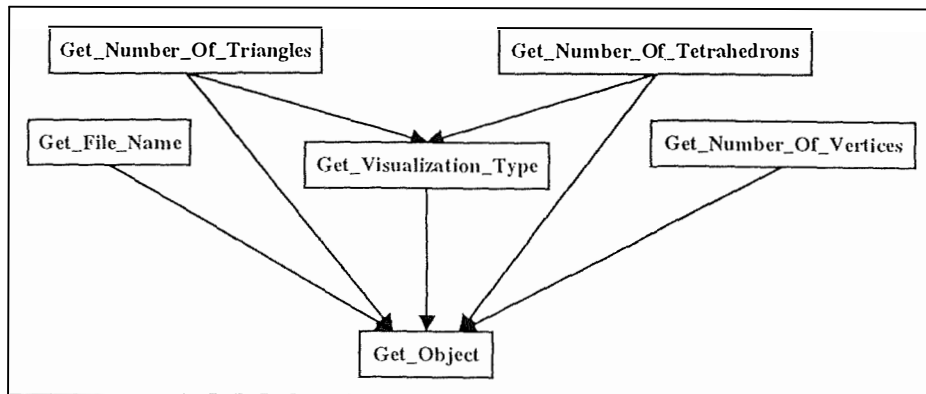 Get_Number_Of_Triangles
Get_Number_Of_Tetrahedrons
Get_File_Name
Get_Visualization_Type
Get_Number_Of_Vertices
Get_Object